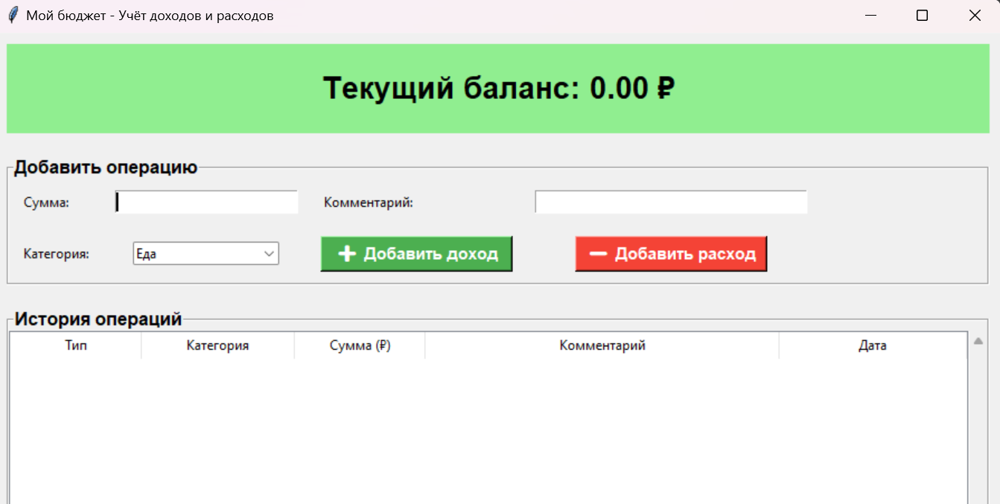 Мой бюджет - Учёт доходов и расходов
Текущий баланс: 0.00 ₽
Добавить операцию
Сумма:
Комментарий:
Категория:
Еда
➕ Добавить доход
➖ Добавить расход
История операций
Тип
Категория
Сумма (₽)
Комментарий
Дата